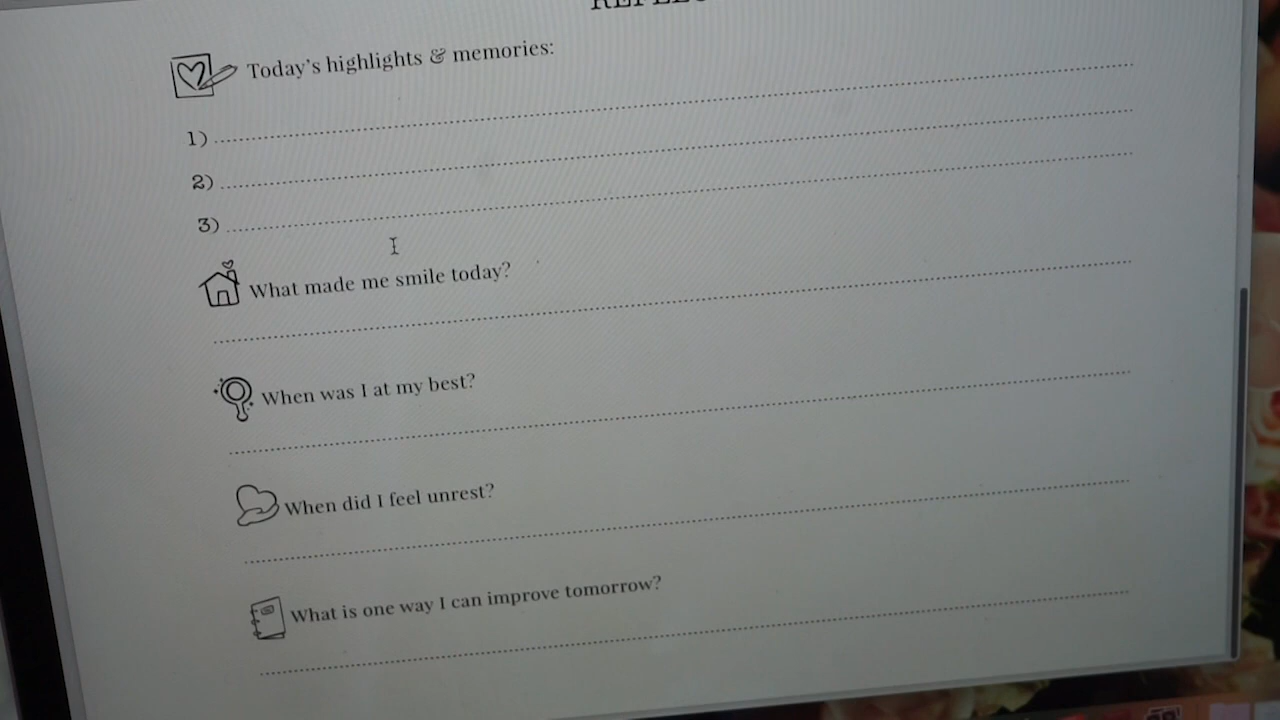 Today's highlights & memories:
1)
2)
3)
What made me smile today?
When was I at my best?
When did I feel unrest?
What is one way I can improve tomorrow?